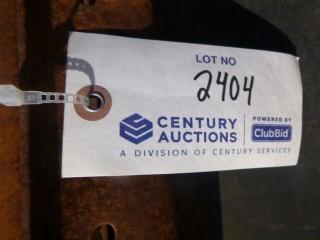 LOT NO
2404
CENTURY
AUCTIONS
POWERED BY
ClubBid
A DIVISION OF CENTURY SERVICES